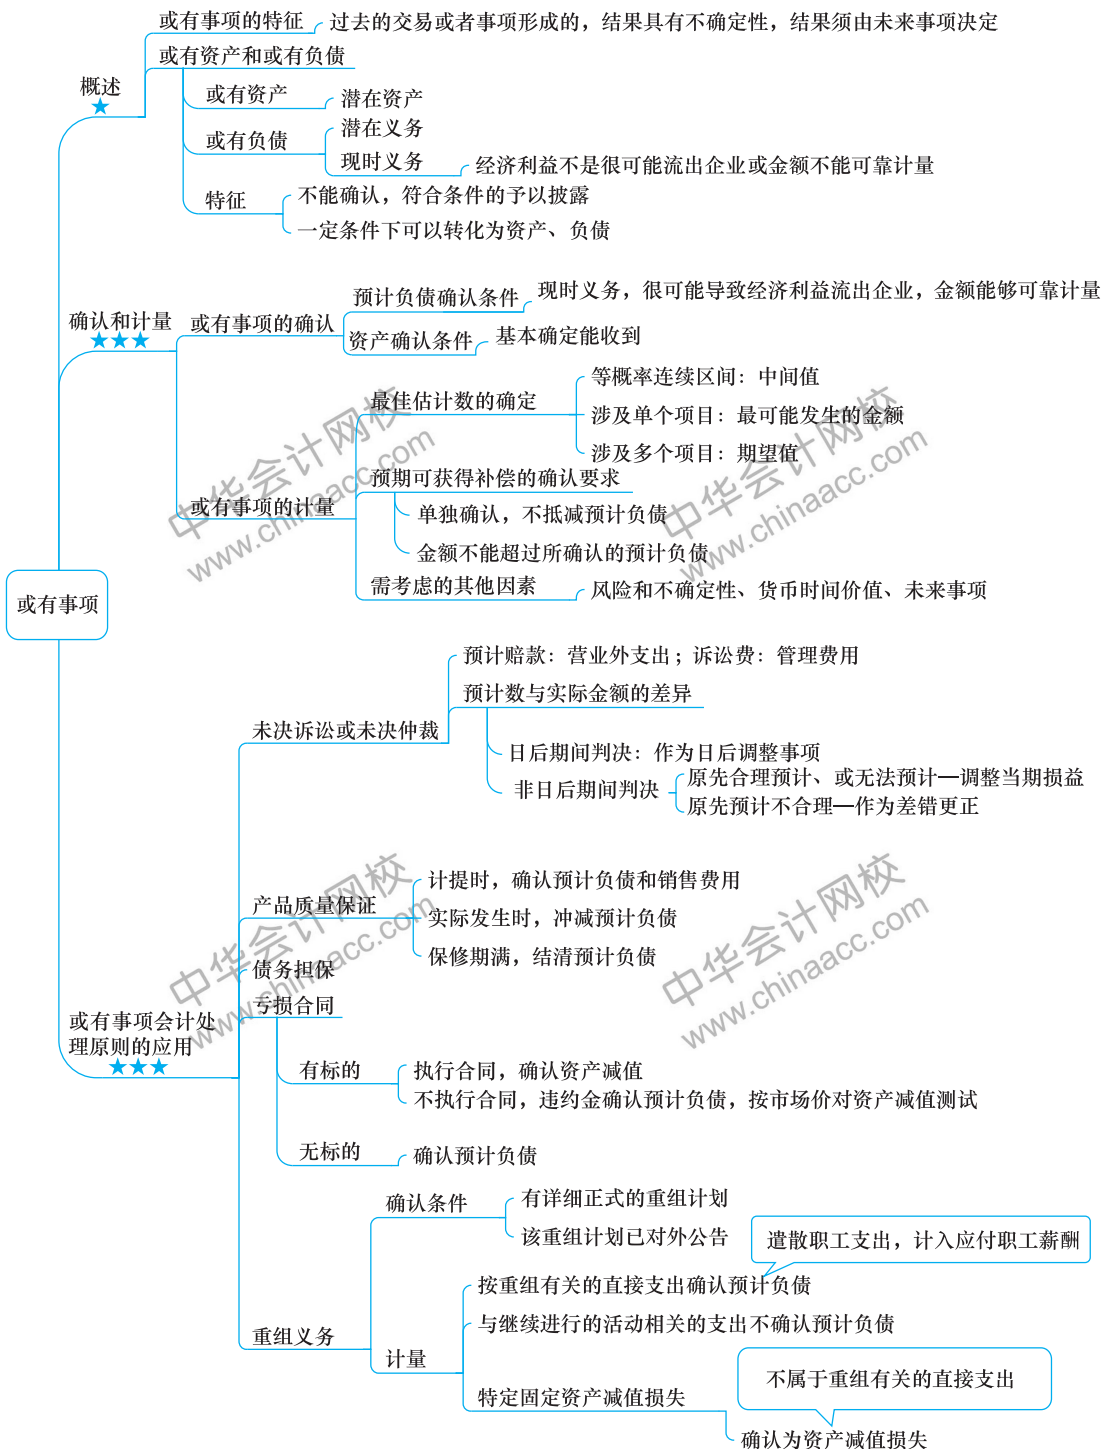 或有事项的特征
过去的交易或者事项形成的，结果具有不确定性，结果须由未来事项决定
或有资产和或有负债
概述
★
或有资产
潜在资产
或有负债
潜在义务
现时义务
经济利益不是很可能流出企业或金额不能可靠计量
特征
不能确认，符合条件的予以披露
一定条件下可以转化为资产、负债
确认和计量
★★★
或有事项的确认
预计负债确认条件
现时义务，很可能导致经济利益流出企业，金额能够可靠计量
资产确认条件
基本确定能收到
最佳估计数的确定
等概率连续区间：中间值
涉及单个项目：最可能发生的金额
涉及多个项目：期望值
预期可获得补偿的确认要求
或有事项的计量
单独确认，不抵减预计负债
金额不能超过所确认的预计负债
需考虑的其他因素
风险和不确定性、货币时间价值、未来事项
或有事项
预计赔款：营业外支出；诉讼费：管理费用
预计数与实际金额的差异
未决诉讼或未决仲裁
日后期间判决：作为日后调整事项
非日后期间判决
原先合理预计、或无法预计—调整当期损益
原先预计不合理—作为差错更正
产品质量保证
计提时，确认预计负债和销售费用
实际发生时，冲减预计负债
保修期满，结清预计负债
债务担保
亏损合同
或有事项会计处
理原则的应用
★★★
有标的
执行合同，确认资产减值
不执行合同，违约金确认预计负债，按市场价对资产减值测试
无标的
确认预计负债
确认条件
有详细正式的重组计划
该重组计划已对外公告
遣散职工支出，计入应付职工薪酬
按重组有关的直接支出确认预计负债
与继续进行的活动相关的支出不确认预计负债
重组义务
计量
不属于重组有关的直接支出
特定固定资产减值损失
确认为资产减值损失
中华会计网校
www.chinaacc.com
中华会计网校
www.chinaacc.com
中华会计网校
www.chinaacc.com
中华会计网校
www.chinaacc.com